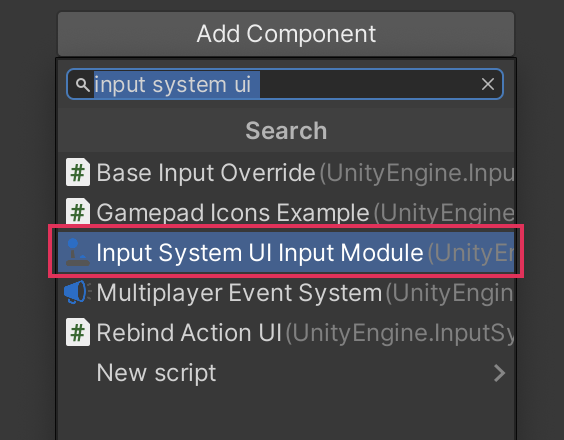 Add Component
input system ui
Search
Base Input Override (UnityEngine.Inpu
Gamepad Icons Example (UnityEngine
Input System UI Input Module (UnityEn
Multiplayer Event System (UnityEngin
Rebind Action UI (UnityEngine.InputSy
New script